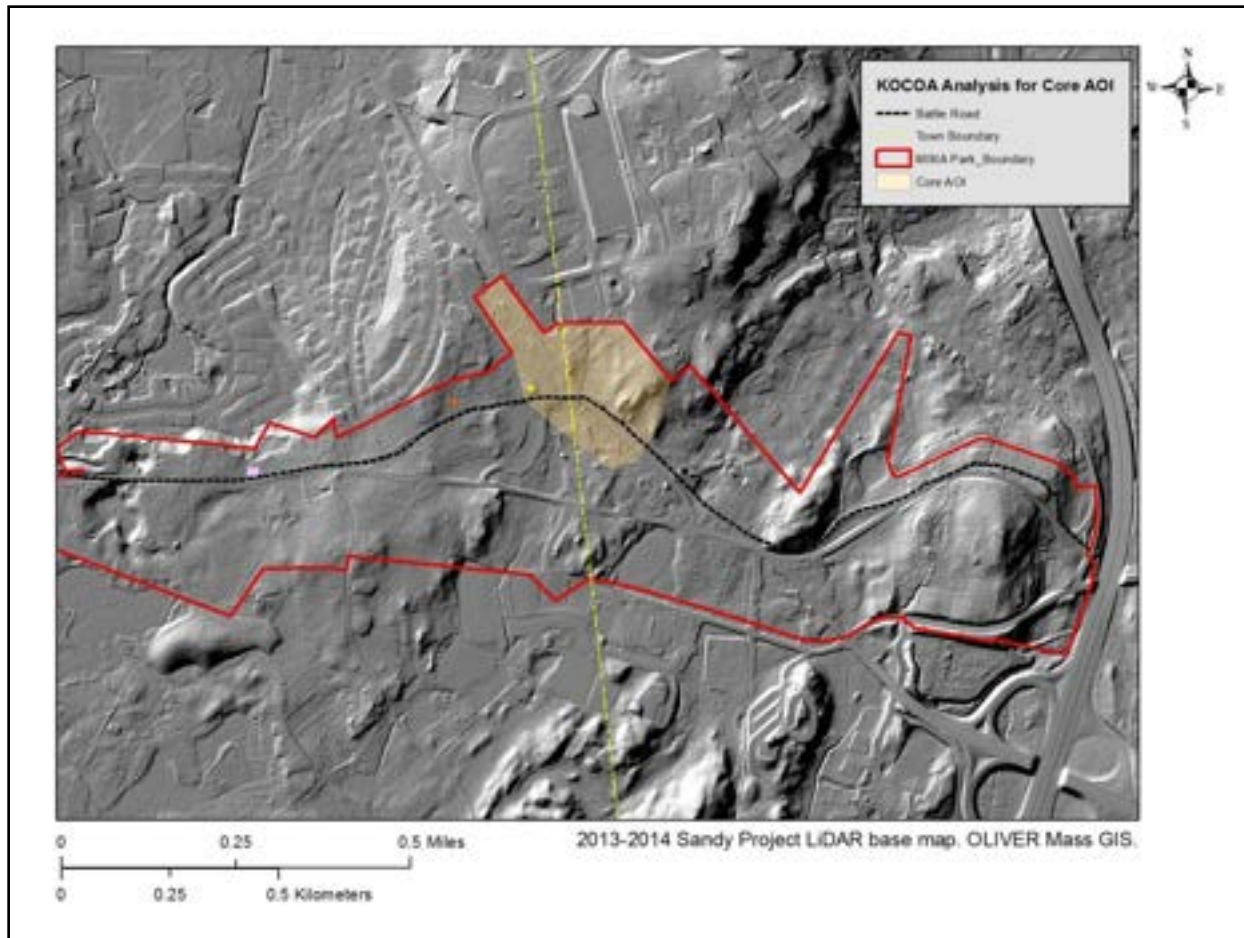 N
W E
S
KOCOA Analysis for Core AOI
Battle Road
Town Boundary
MIMA Park_Boundary
Core AOI
0 0.25 0.5 Miles
0 0.25 0.5 Kilometers
2013-2014 Sandy Project LiDAR base map. OLIVER Mass GIS.